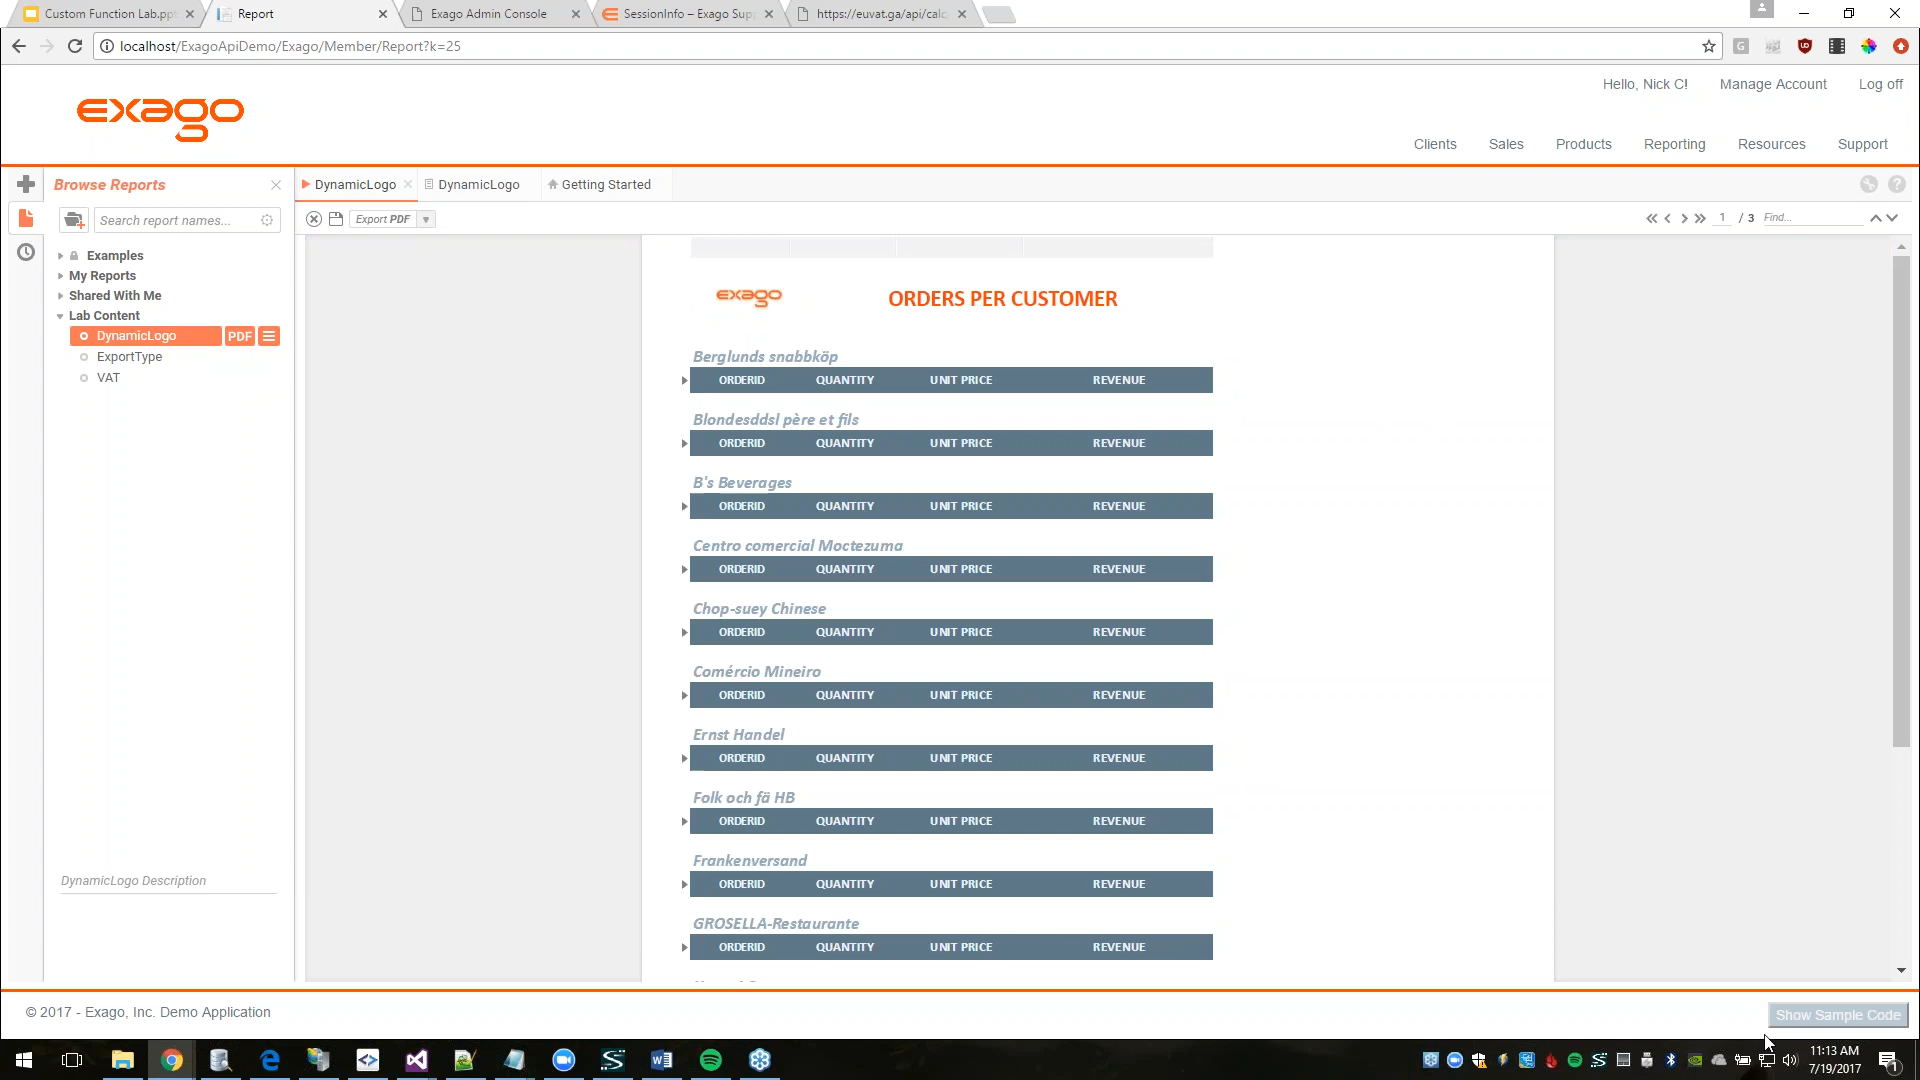 Custom Function Lab.ppt
Report
Exago Admin Console
SessionInfo – Exago Sup
https://euvat.ga/api/calc
localhost/ExagoApiDemo/Exago/Member/Report?k=25
Hello, Nick C!
Manage Account
Log off
exago
Clients
Sales
Products
Reporting
Resources
Support
Browse Reports
DynamicLogo
DynamicLogo
Getting Started
Search report names...
Export PDF
1 / 3
Find...
Examples
My Reports
Shared With Me
Lab Content
DynamicLogo
PDF
ExportType
VAT
DynamicLogo Description
exago
ORDERS PER CUSTOMER
Berglunds snabbköp
ORDERID QUANTITY UNIT PRICE REVENUE
Blondesddsl père et fils
ORDERID QUANTITY UNIT PRICE REVENUE
B's Beverages
ORDERID QUANTITY UNIT PRICE REVENUE
Centro comercial Moctezuma
ORDERID QUANTITY UNIT PRICE REVENUE
Chop-suey Chinese
ORDERID QUANTITY UNIT PRICE REVENUE
Comércio Mineiro
ORDERID QUANTITY UNIT PRICE REVENUE
Ernst Handel
ORDERID QUANTITY UNIT PRICE REVENUE
Folk och fä HB
ORDERID QUANTITY UNIT PRICE REVENUE
Frankenversand
ORDERID QUANTITY UNIT PRICE REVENUE
GROSELLA-Restaurante
ORDERID QUANTITY UNIT PRICE REVENUE
© 2017 - Exago, Inc. Demo Application
Show Sample Code
11:13 AM
7/19/2017
1